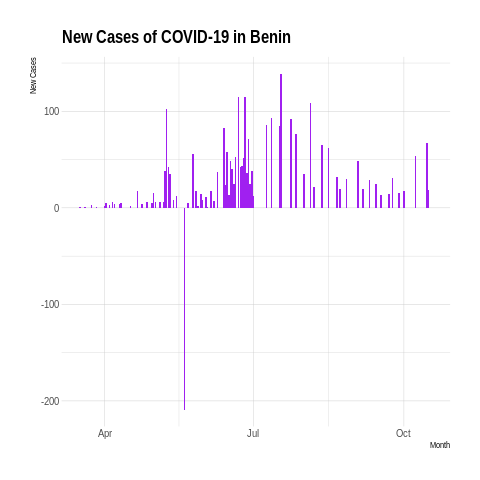 New Cases of COVID-19 in Benin
New Cases
100
0
-100
-200
Apr
Jul
Oct
Month